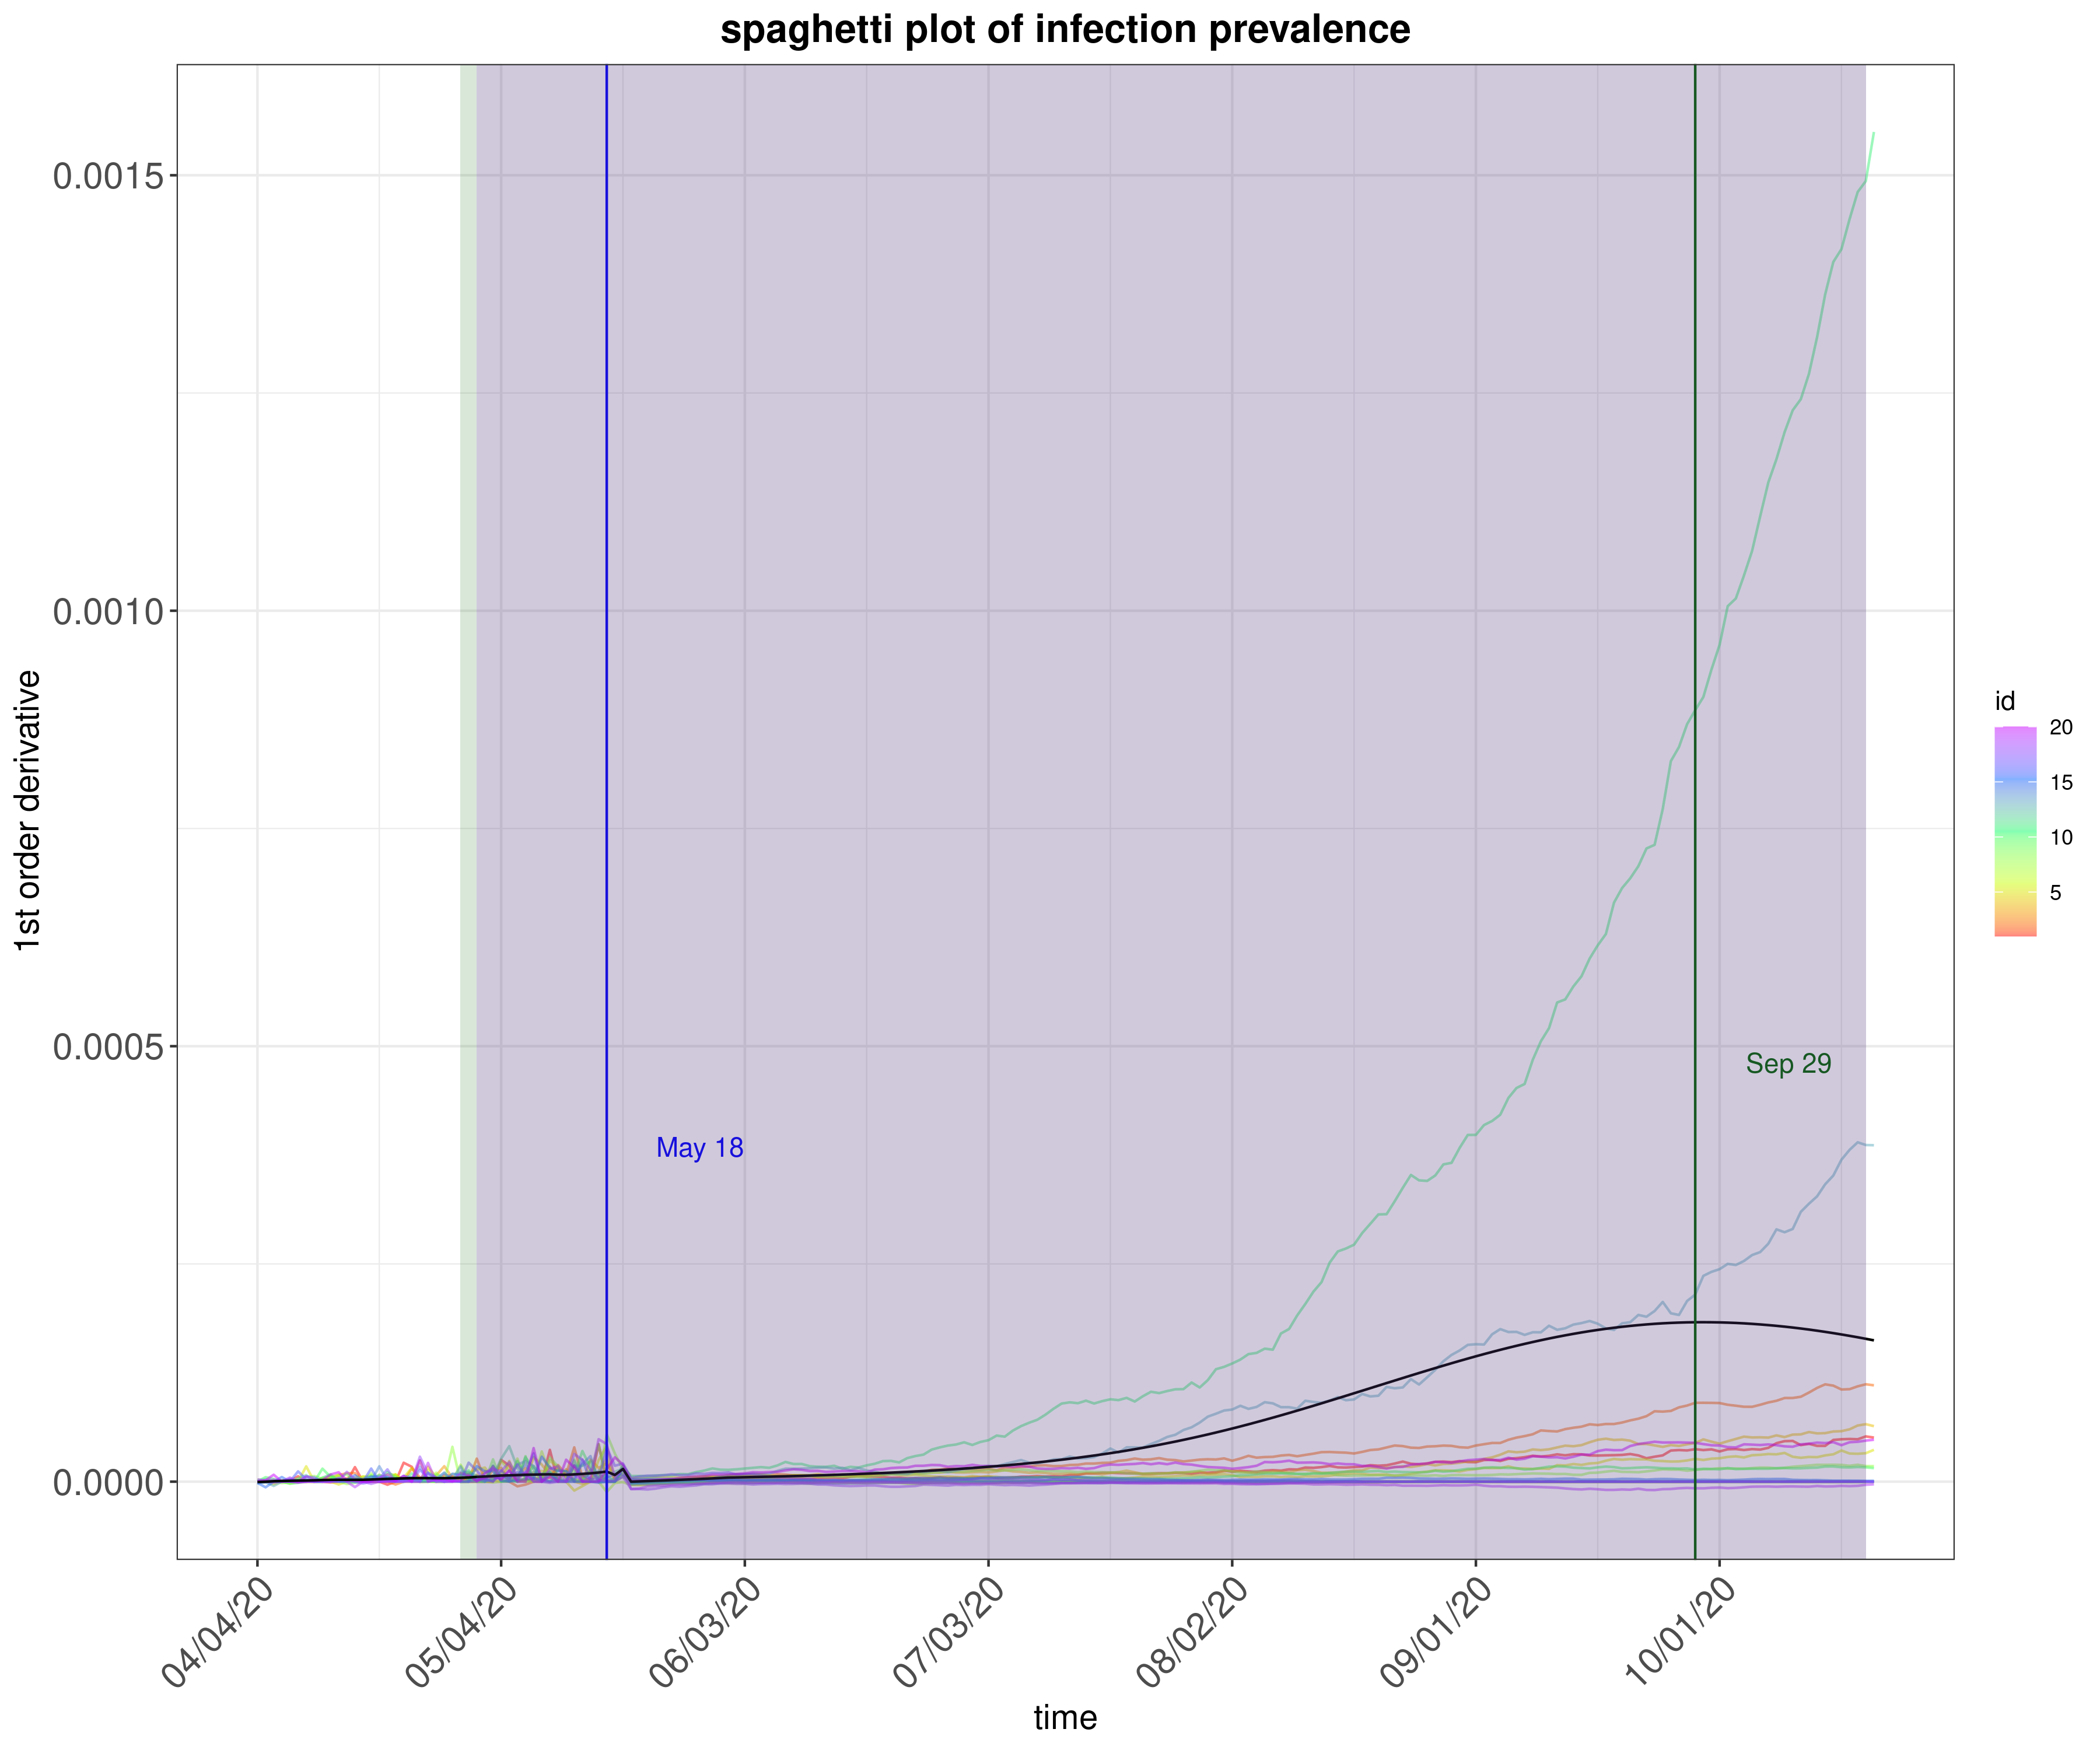 spaghetti plot of infection prevalence
1st order derivative
0.0015
0.0010
0.0005
0.0000
May 18
Sep 29
04/04/20
05/04/20
06/03/20
07/03/20
08/02/20
09/01/20
10/01/20
time
id
20
15
10
5